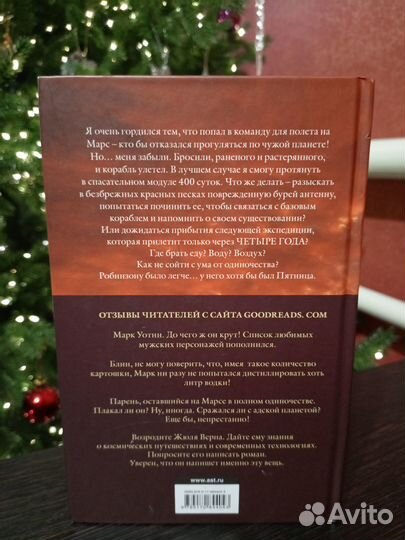 Я очень гордился тем, что попал в команду для полета на
Марс – кто бы отказался прогуляться по чужой планете!
Но... меня забыли. Бросили, раненого и растерянного,
и корабль улетел. В лучшем случае я смогу протянуть
в спасательном модуле 400 суток. Что же делать – разыскать
в безбрежных красных песках поврежденную бурей антенну,
попытаться починить ее, чтобы связаться с базовым
кораблем и напомнить о своем существовании?
Или дожидаться прибытия следующей экспедиции,
которая прилетит только через ЧЕТЫРЕ ГОДА?
Где брать еду? Воду? Воздух?
Как не сойти с ума от одиночества?
Робинзону было легче... у него хотя бы был Пятница.
ОТЗЫВЫ ЧИТАТЕЛЕЙ С САЙТА GOODREADS. COM
Марк Уотни. До чего ж он крут! Список любимых
мужских персонажей пополнился.
Блин, не могу поверить, что, имея такое количество
картошки, Марк ни разу не попытался дистиллировать хоть
литр водки!
Парень, оставшийся на Марсе в полном одиночестве.
Плакал ли он? Ну, иногда. Сражался ли с адской планетой?
Еще бы, непрестанно!
Возродите Жюля Верна. Дайте ему знания
о космических путешествиях и современных технологиях.
Попросите его написать роман.
Уверен, что он напишет именно эту вещь.
www.ast.ru
Avito